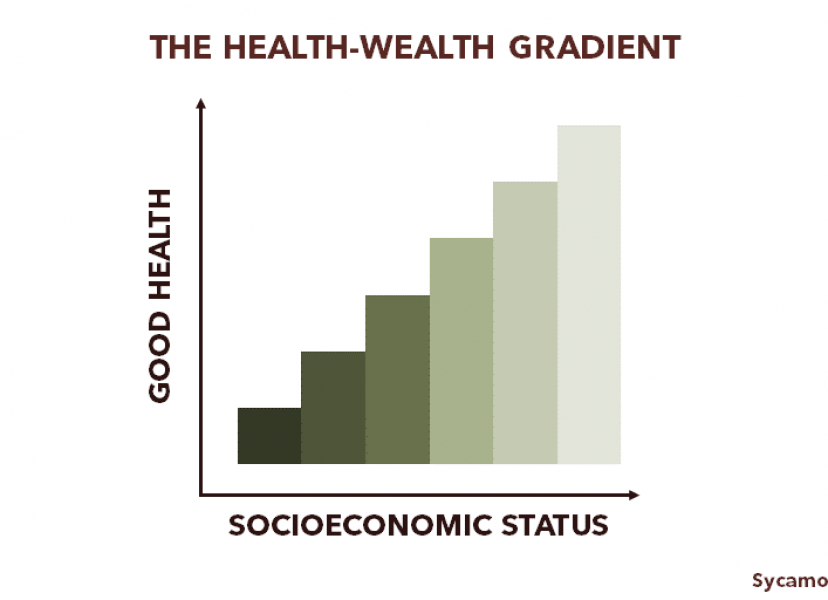 THE HEALTH-WEALTH GRADIENT
GOOD HEALTH
SOCIOECONOMIC STATUS
Sycamo